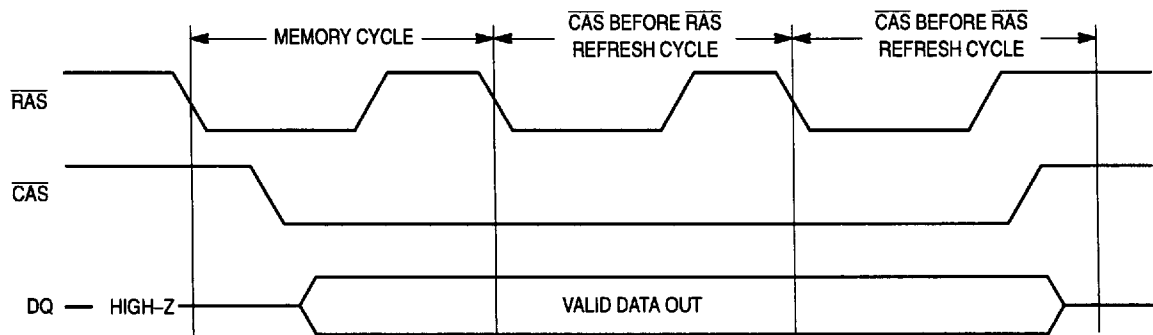 MEMORY CYCLE
CAS BEFORE RAS
REFRESH CYCLE
CAS BEFORE RAS
REFRESH CYCLE
RAS
CAS
DQ
HIGH–Z
VALID DATA OUT